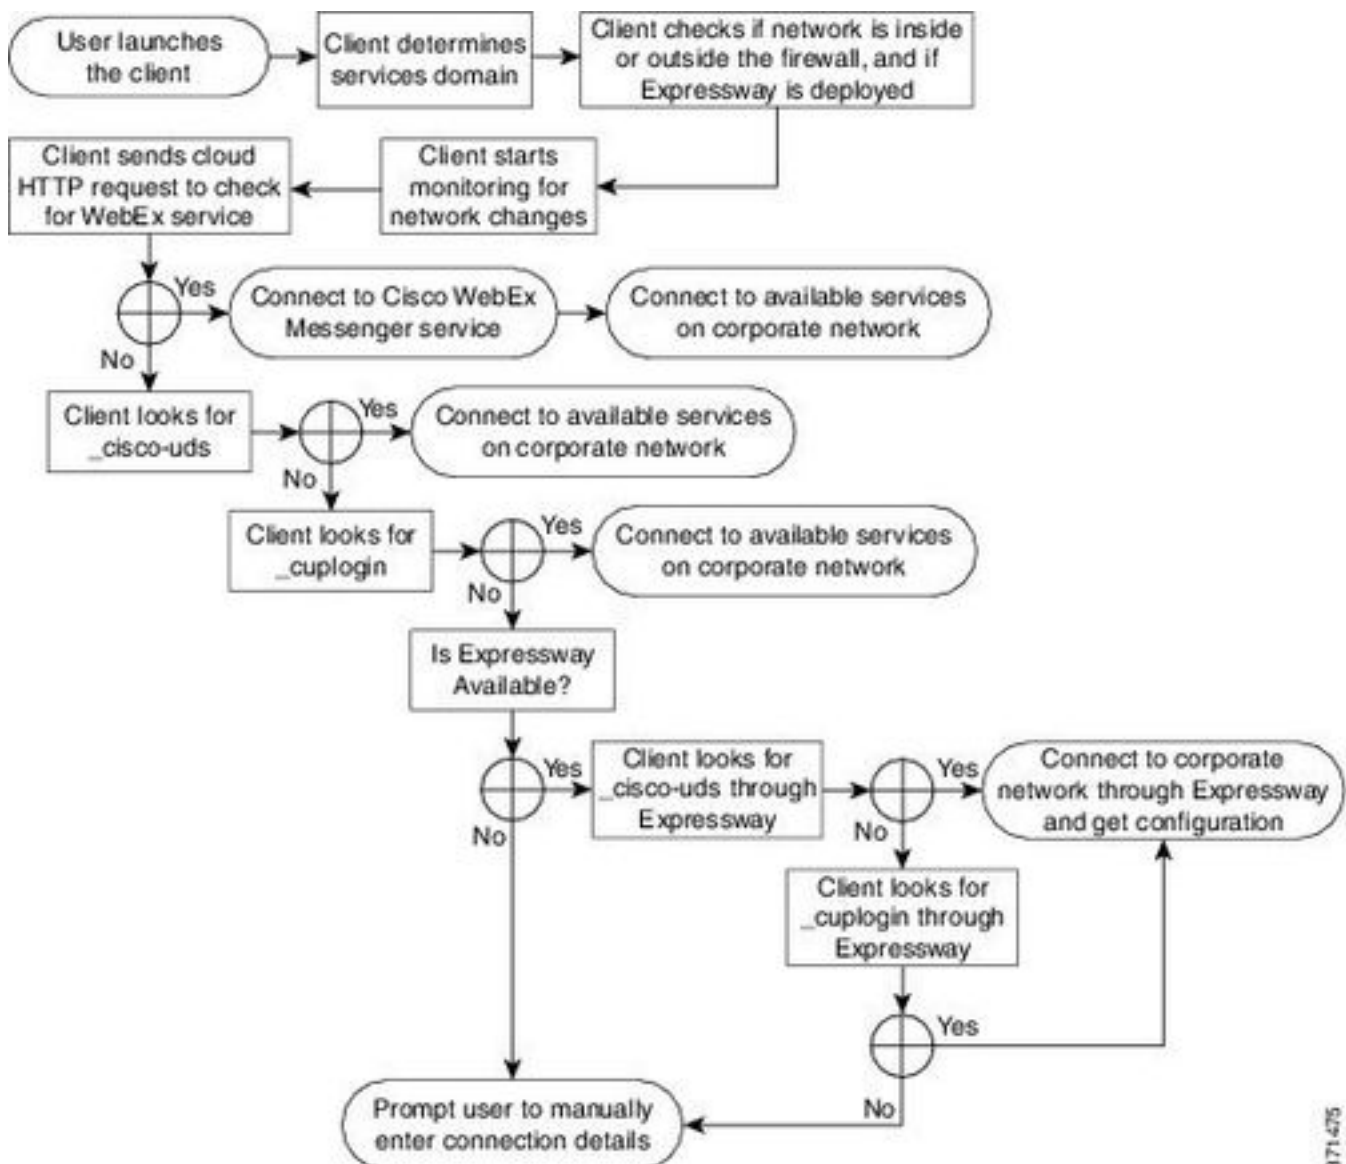 User launches
the client
Client determines
services domain
Client checks if network is inside
or outside the firewall, and if
Expressway is deployed
Client sends cloud
HTTP request to check
for WebEx service
Client starts
monitoring for
network changes
Yes
Connect to Cisco WebEx
Messenger service
Connect to available services
on corporate network
No
Client looks for
_cisco-uds
Yes
Connect to available services
on corporate network
No
Client looks for
_cuplogin
Yes
Connect to available services
on corporate network
No
Is Expressway
Available?
Yes
Client looks for
_cisco-uds through
Expressway
Yes
Connect to corporate
network through Expressway
and get configuration
No
No
Client looks for
_cuplogin through
Expressway
Yes
No
Prompt user to manually
enter connection details
171475